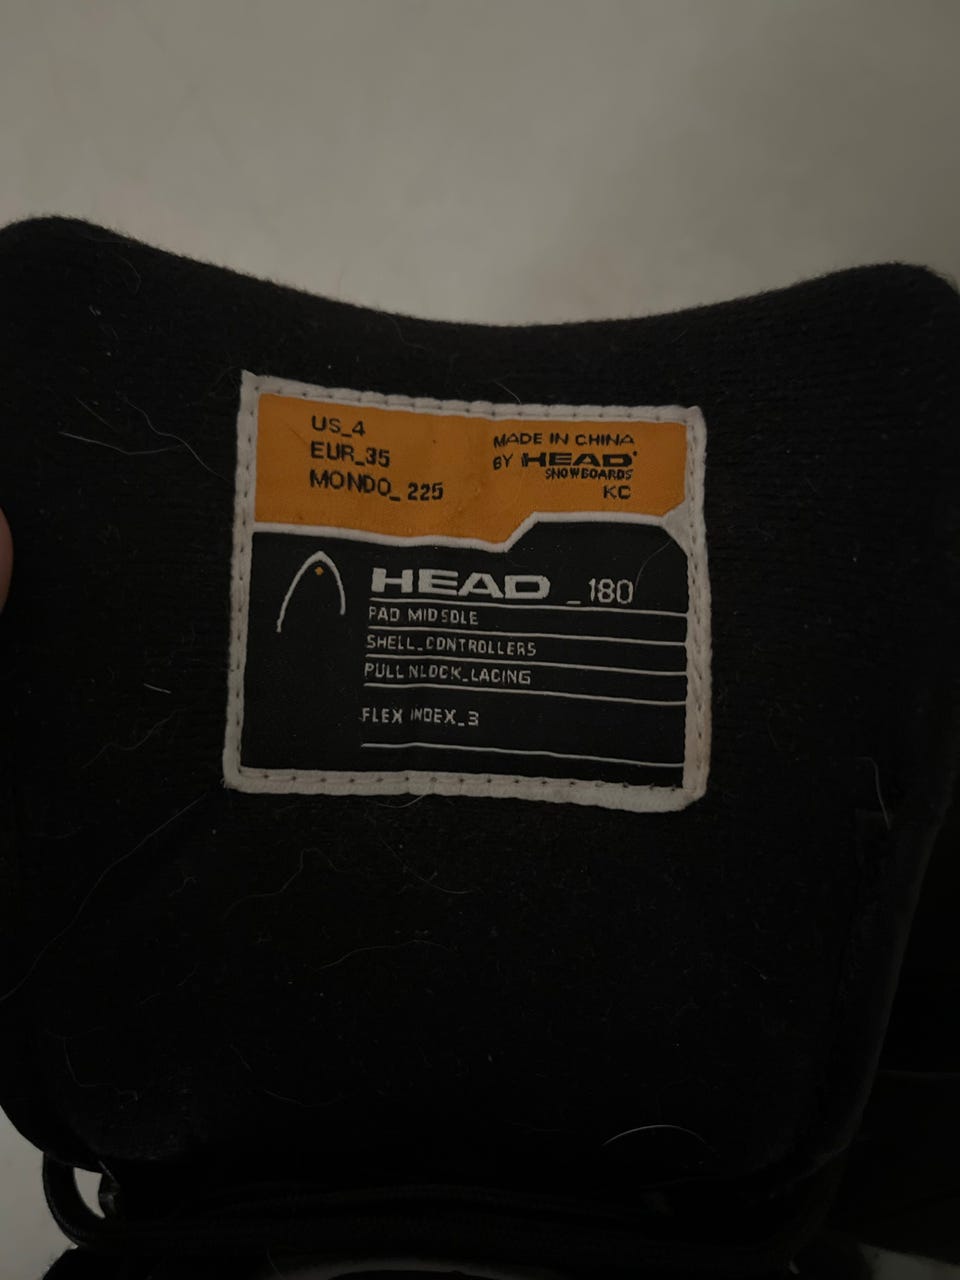 US_4
EUR_35
MONDO_225
MADE IN CHINA
BY HEAD
SNOWBOARDS
KC
HEAD _180
PAD MIDSOLE
SHELL_CONTROLLERS
PULL NLOCK_LACING
FLEX INDEX_3